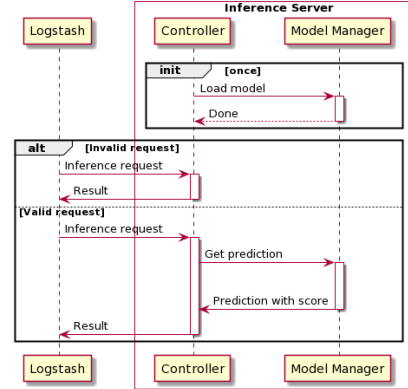 Inference Server
Logstash
Controller
Model Manager
init
[once]
Load model
Done
alt
[Invalid request]
Inference request
Result
[Valid request]
Inference request
Get prediction
Prediction with score
Result
Logstash
Controller
Model Manager